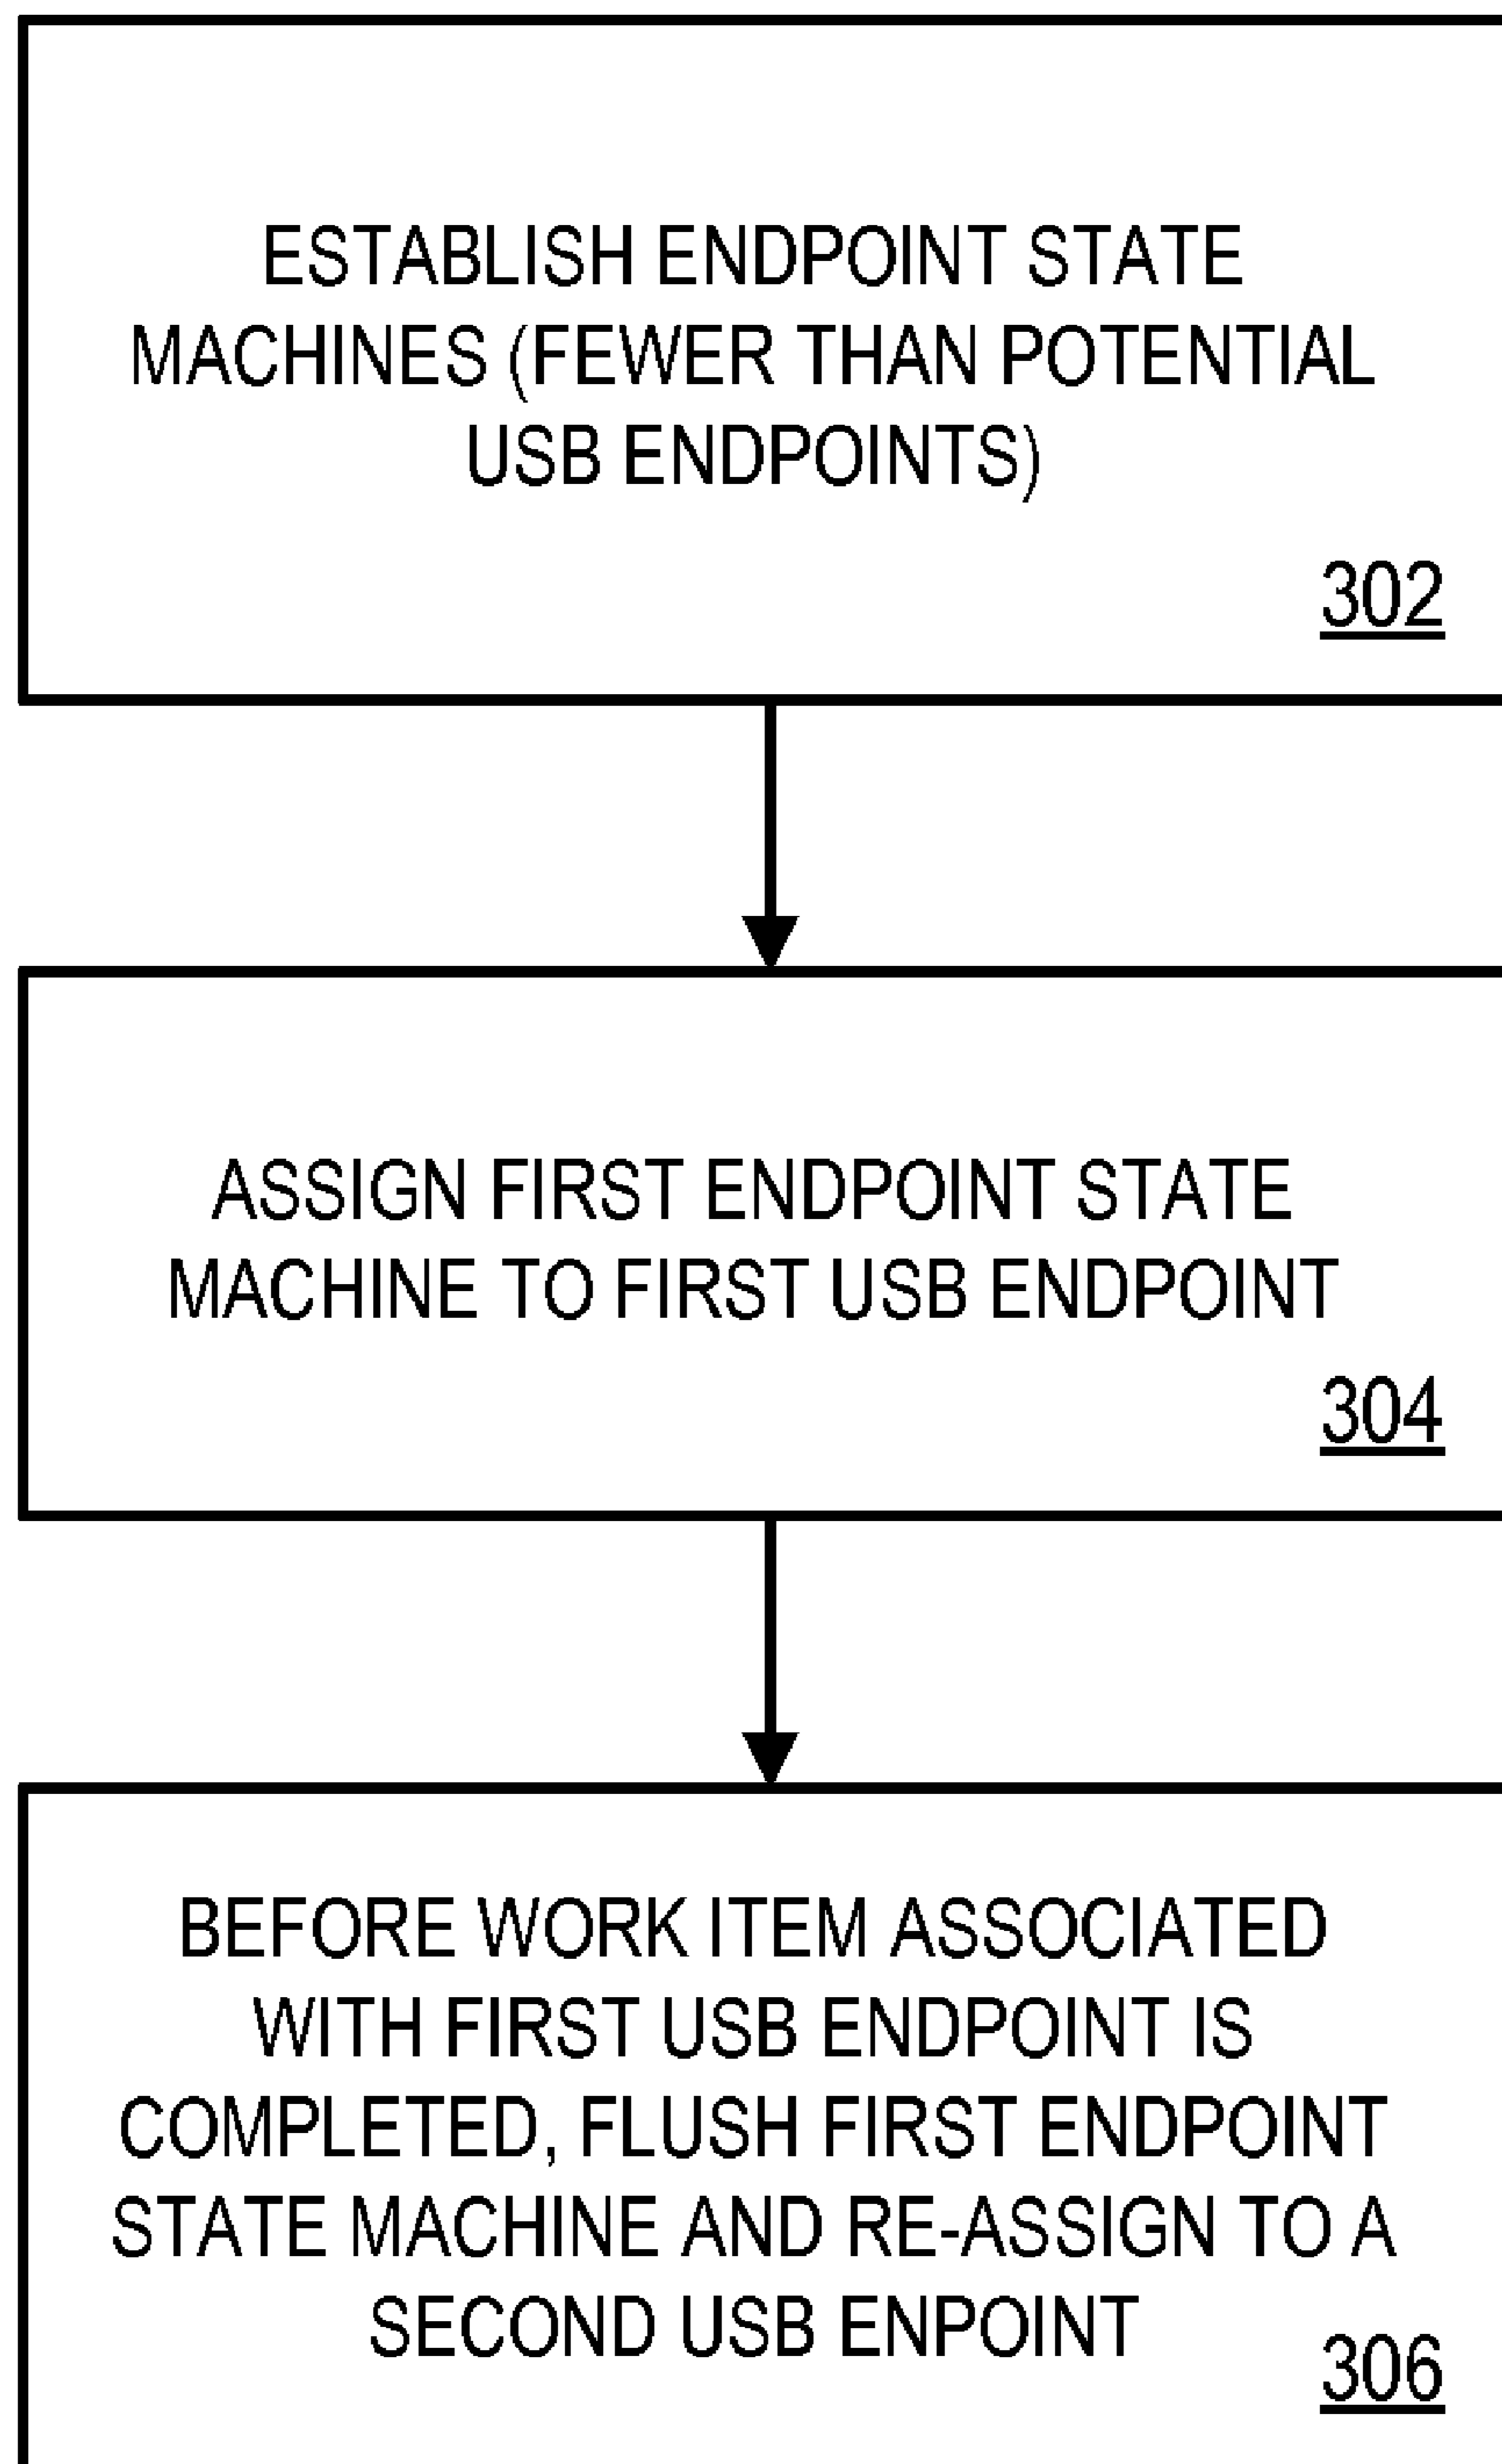 ESTABLISH ENDPOINT STATE
MACHINES (FEWER THAN POTENTIAL
USB ENDPOINTS)
302
ASSIGN FIRST ENDPOINT STATE
MACHINE TO FIRST USB ENDPOINT
304
BEFORE WORK ITEM ASSOCIATED
WITH FIRST USB ENDPOINT IS
COMPLETED, FLUSH FIRST ENDPOINT
STATE MACHINE AND RE-ASSIGN TO A
SECOND USB ENPOINT
306